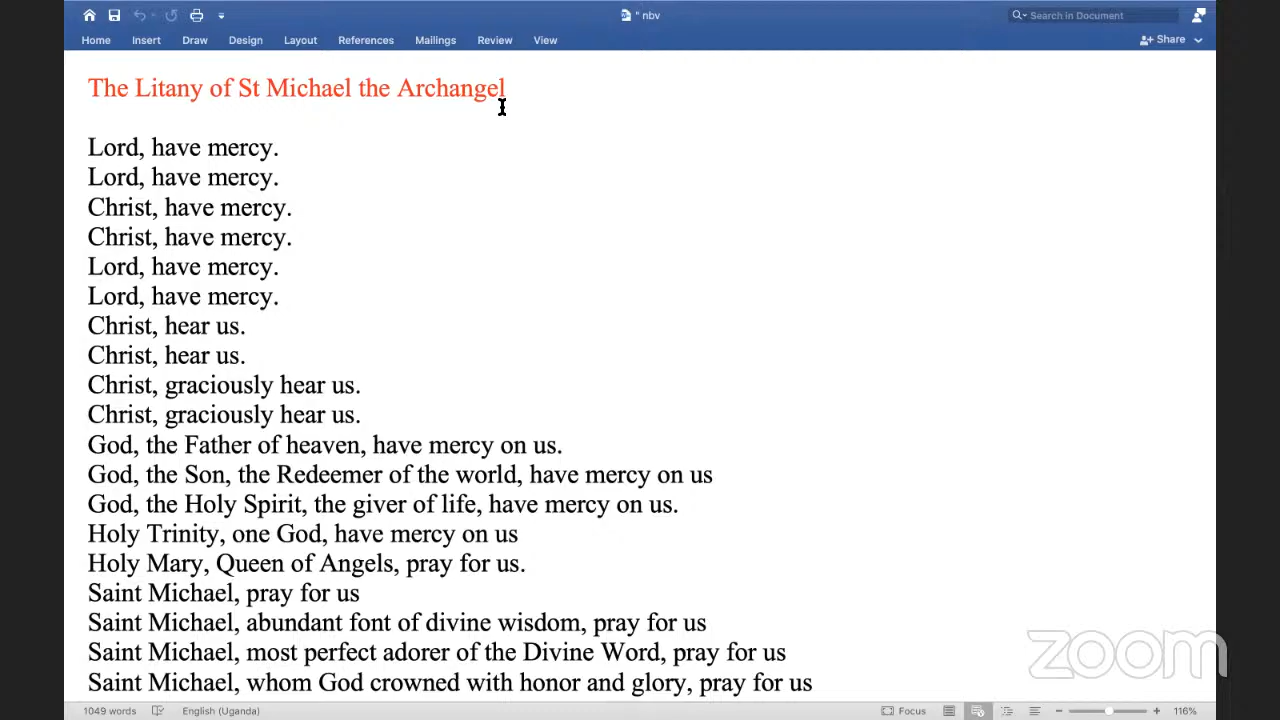 " nbv
Search in Document
Home Insert Draw Design Layout References Mailings Review View
Share
The Litany of St Michael the Archangel
Lord, have mercy.
Lord, have mercy.
Christ, have mercy.
Christ, have mercy.
Lord, have mercy.
Lord, have mercy.
Christ, hear us.
Christ, hear us.
Christ, graciously hear us.
Christ, graciously hear us.
God, the Father of heaven, have mercy on us.
God, the Son, the Redeemer of the world, have mercy on us
God, the Holy Spirit, the giver of life, have mercy on us.
Holy Trinity, one God, have mercy on us
Holy Mary, Queen of Angels, pray for us.
Saint Michael, pray for us
Saint Michael, abundant font of divine wisdom, pray for us
Saint Michael, most perfect adorer of the Divine Word, pray for us
Saint Michael, whom God crowned with honor and glory, pray for us
zoom
1049 words English (Uganda) Focus 116%